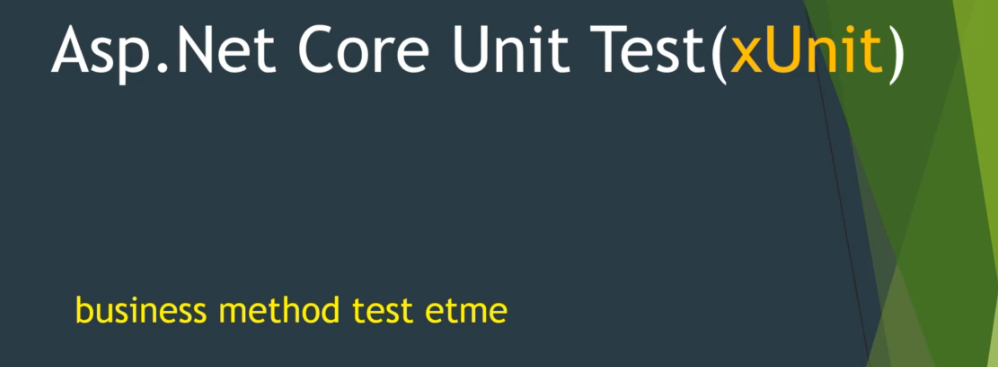 Asp.Net Core Unit Test(xUnit)
business method test etme